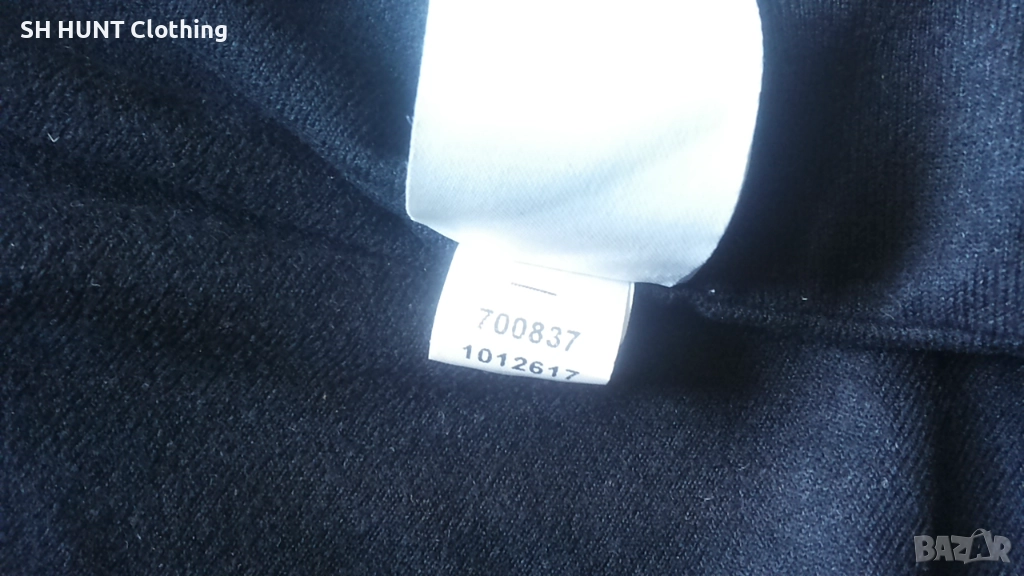 SH HUNT Clothing
700837
1012617
BAZAR